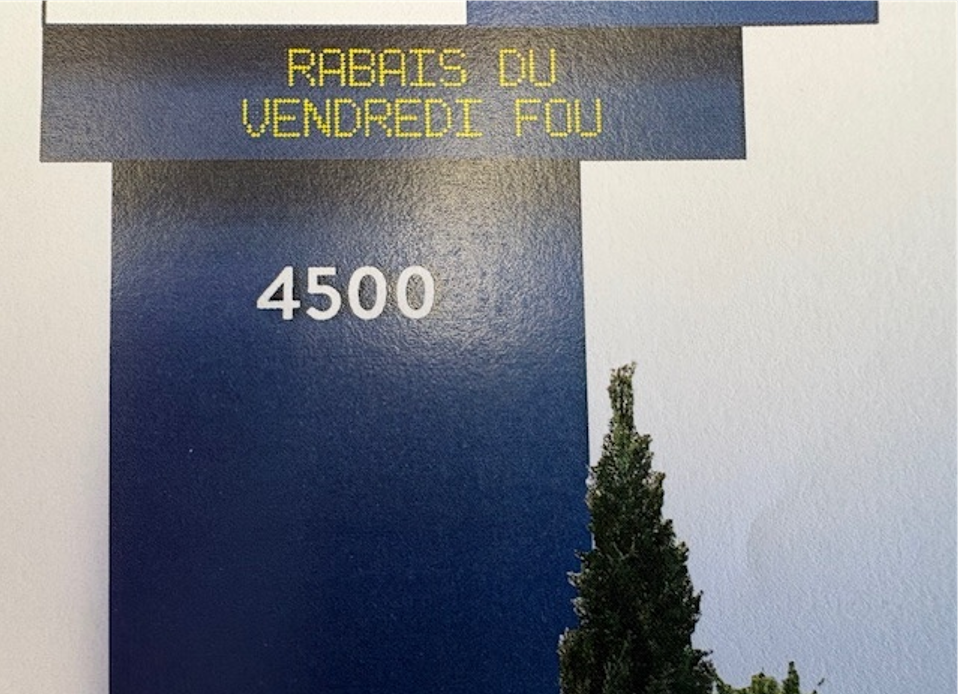 RABAIS DU
VENDREDI FOU
4500